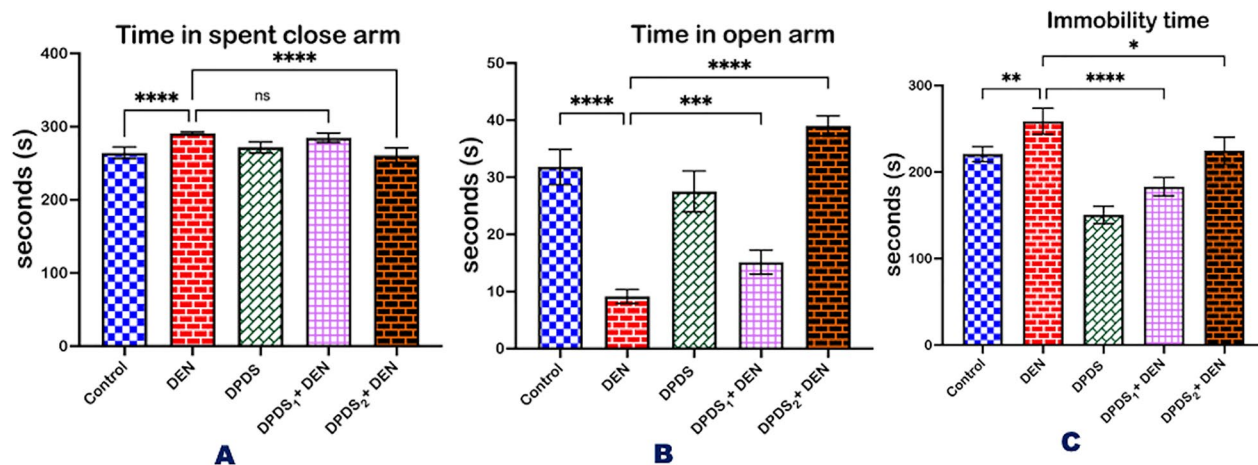 Time in spent close arm
400
300
200
100
0
seconds (s)
****
****
ns
Control
DEN
DPDS
DPDS₁+ DEN
DPDS₂+ DEN
A
Time in open arm
50
40
30
20
10
0
seconds (s)
****
****
***
Control
DEN
DPDS
DPDS₁+ DEN
DPDS₂+ DEN
B
Immobility time
300
200
100
0
seconds (s)
*
**
****
Control
DEN
DPDS
DPDS₁+ DEN
DPDS₂+ DEN
C